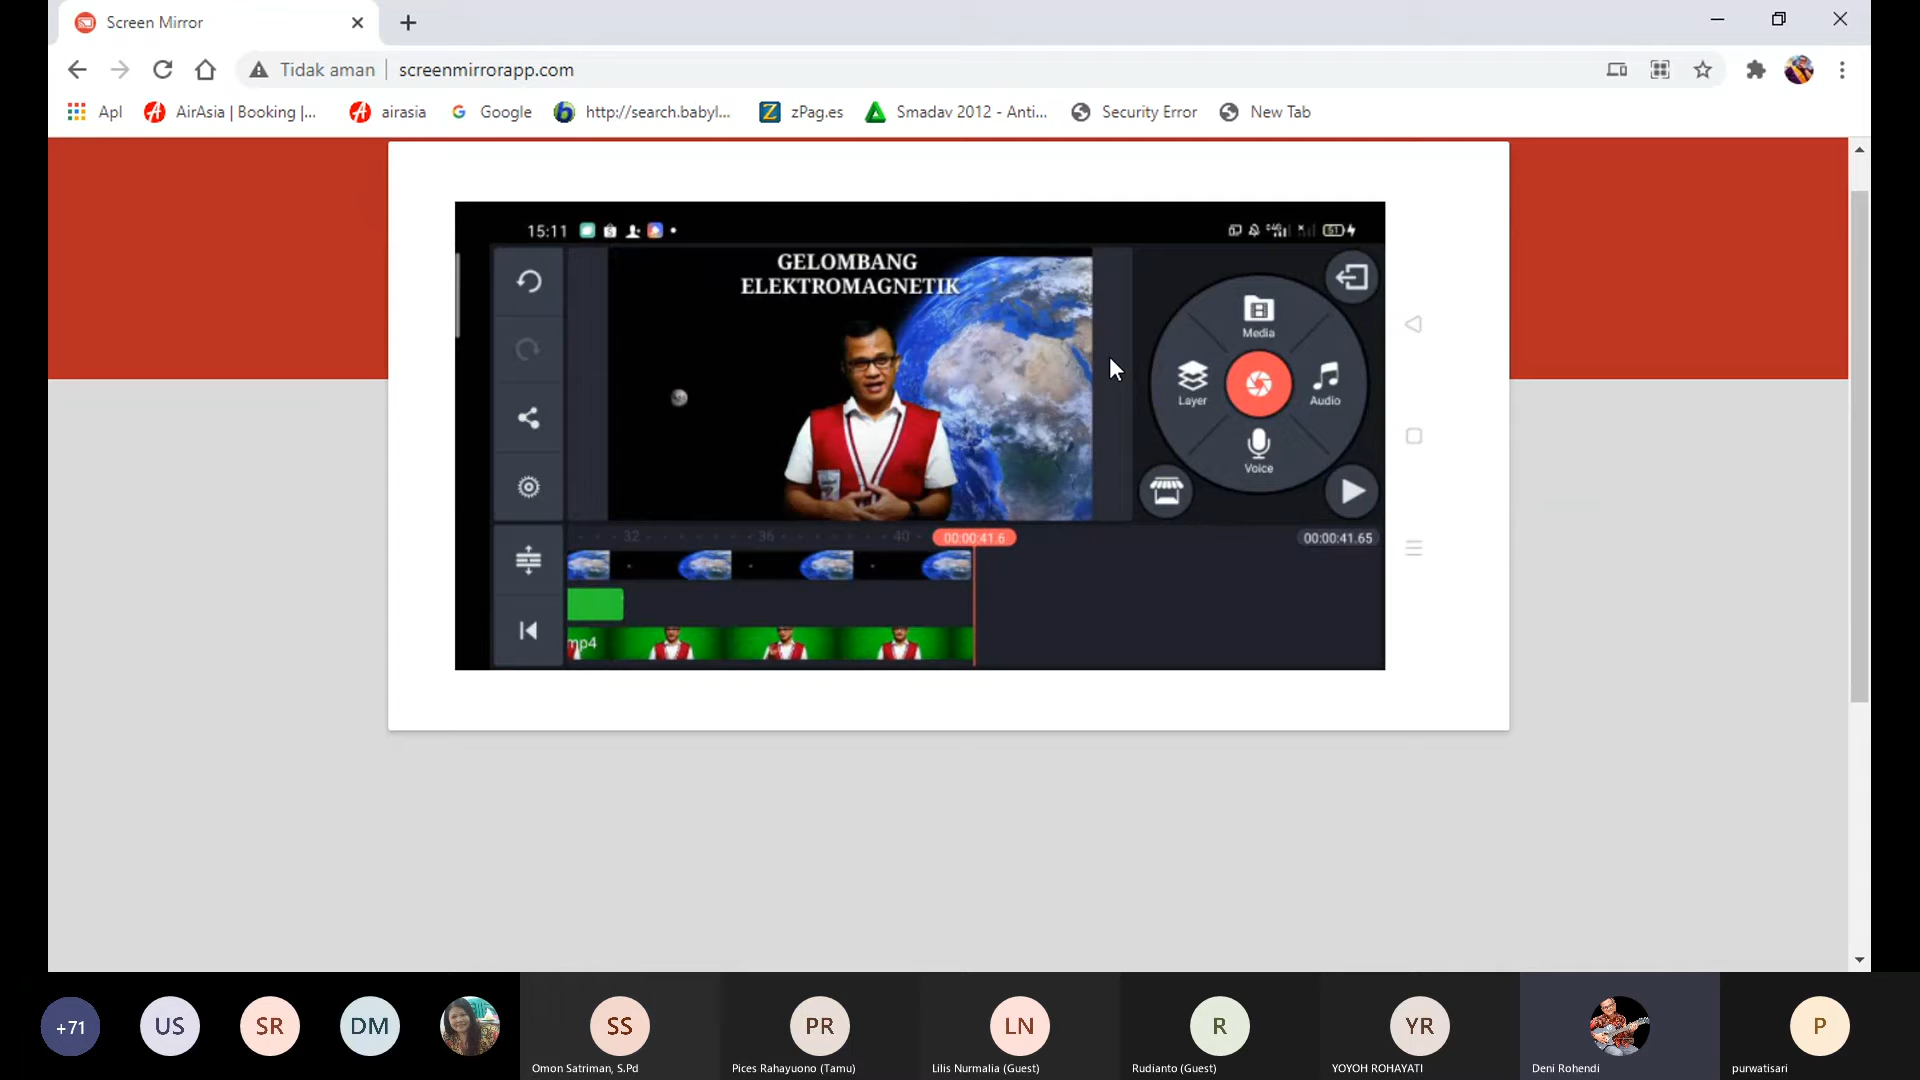 Screen Mirror
Tidak aman
screenmirrorapp.com
Apl
AirAsia | Booking |...
airasia
Google
http://search.babyl...
zPag.es
Smadav 2012 - Anti...
Security Error
New Tab
15:11
GELOMBANG
ELEKTROMAGNETIK
Media
Layer
Audio
Voice
32
36
40
00:00:41.6
00:00:41.65
mp4
+71
US
SR
DM
SS
PR
LN
R
YR
P
Omon Satriman, S.Pd
Pices Rahayuono (Tamu)
Lilis Nurmalia (Guest)
Rudianto (Guest)
YOYOH ROHAYATI
Deni Rohendi
purwatisari